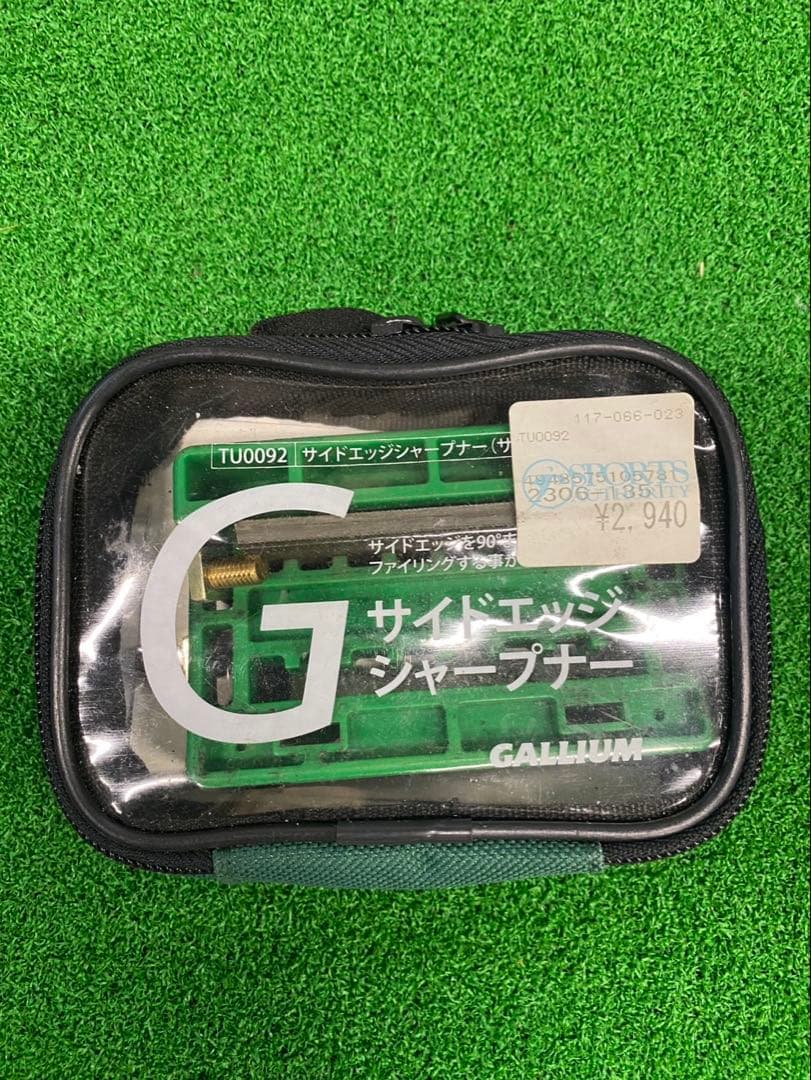 117-066-023
TU0092
SPORTS
AUTHORITY
2306-1351
¥2,940
TU0092 サイドエッジシャープナー(サ
サイドエッジを90°
ファイリングする事が
G サイドエッジ
シャープナー
GALLIUM